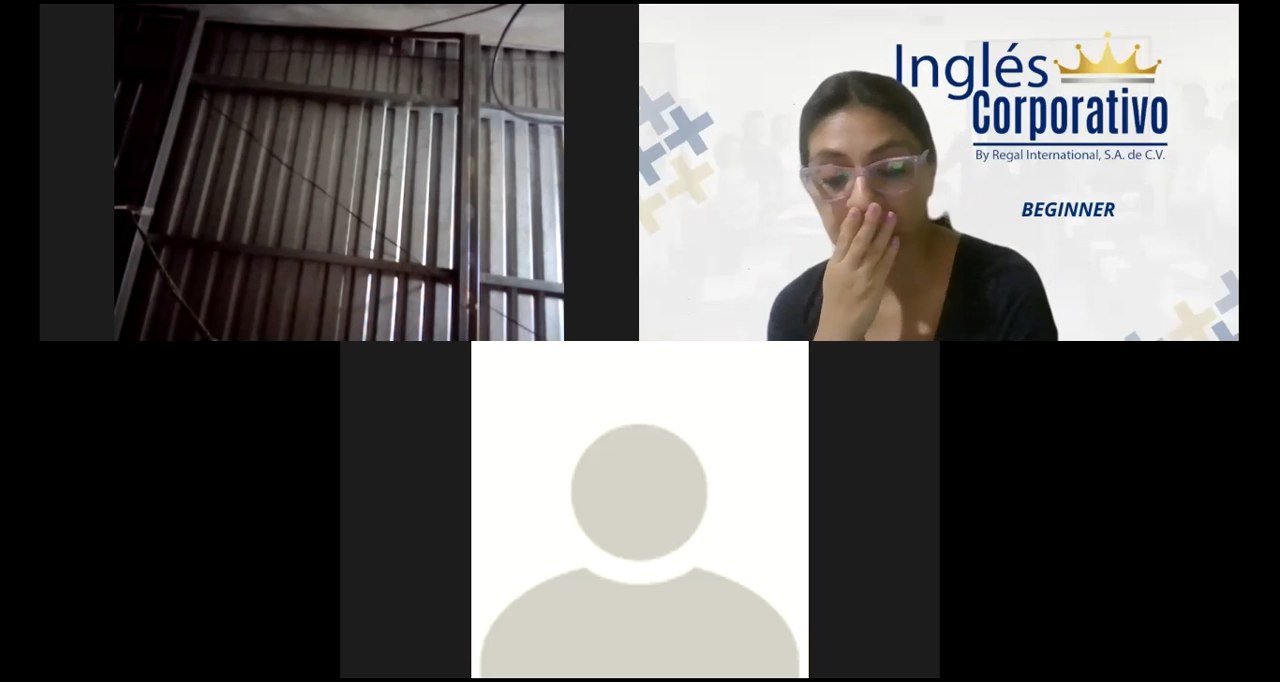 Inglés
Corporativo
By Regal International, S.A. de C.V.
BEGINNER